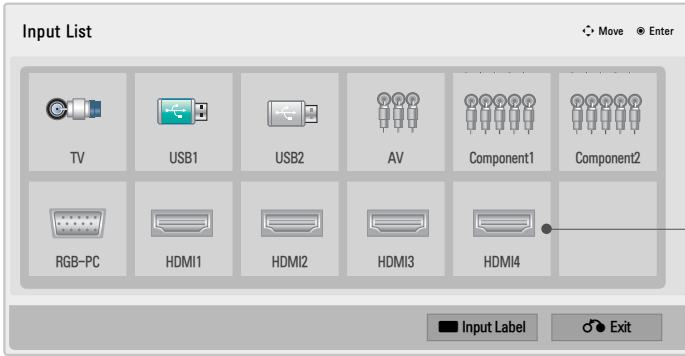 Input List
Move Enter
TV USB1 USB2 AV Component1 Component2
RGB-PC HDMI1 HDMI2 HDMI3 HDMI4
Input Label Exit